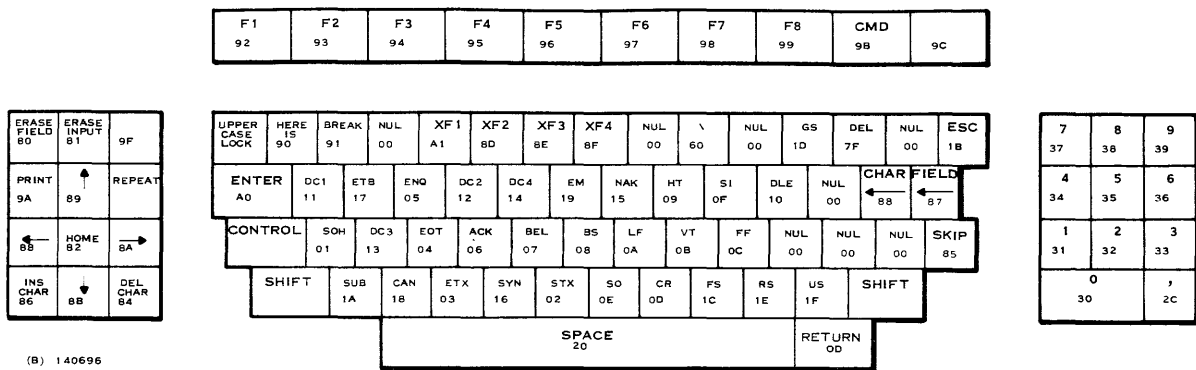 F1 F2 F3 F4 F5 F6 F7 F8 CMD
92 93 94 95 96 97 98 99 9B 9C
ERASE FIELD 80 ERASE INPUT 81 9F
PRINT 9A ↑ 89 REPEAT
← 88 HOME 82 → 8A
INS CHAR 86 ↓ 8B DEL CHAR 84
UPPER CASE LOCK HERE IS 90 BREAK 91 NUL 00 XF1 A1 XF2 8D XF3 8E XF4 8F NUL 00 \ 60 NUL 00 GS 1D DEL 7F NUL 00 ESC 1B
ENTER A0 DC1 11 ETB 17 ENQ 05 DC2 12 DC4 14 EM 19 NAK 15 HT 09 SI 0F DLE 10 NUL 00 CHAR ← 88 FIELD ← 87
CONTROL SOH 01 DC3 13 EOT 04 ACK 06 BEL 07 BS 08 LF 0A VT 0B FF 0C NUL 00 NUL 00 NUL 00 SKIP 85
SHIFT SUB 1A CAN 18 ETX 03 SYN 16 STX 02 SO 0E CR 0D FS 1C RS 1E US 1F SHIFT
SPACE 20 RETURN 0D
7 8 9
37 38 39
4 5 6
34 35 36
1 2 3
31 32 33
0 ,
30 2C
(B) 140696